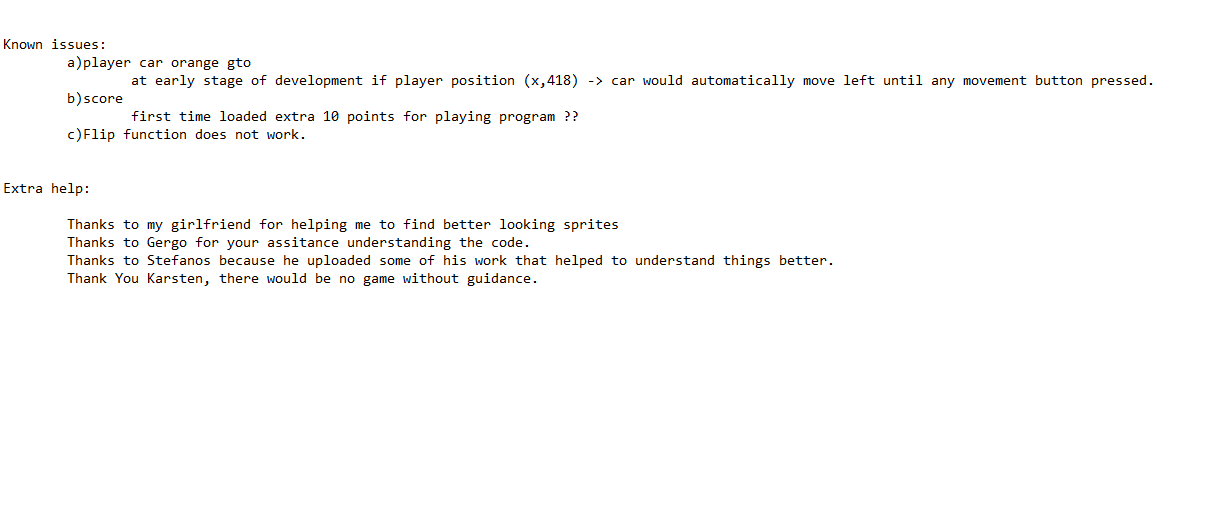 Known issues:
a)player car orange gto
at early stage of development if player position (x,418) -> car would automatically move left until any movement button pressed.
b)score
first time loaded extra 10 points for playing program ??
c)Flip function does not work.
Extra help:
Thanks to my girlfriend for helping me to find better looking sprites
Thanks to Gergo for your assitance understanding the code.
Thanks to Stefanos because he uploaded some of his work that helped to understand things better.
Thank You Karsten, there would be no game without guidance.